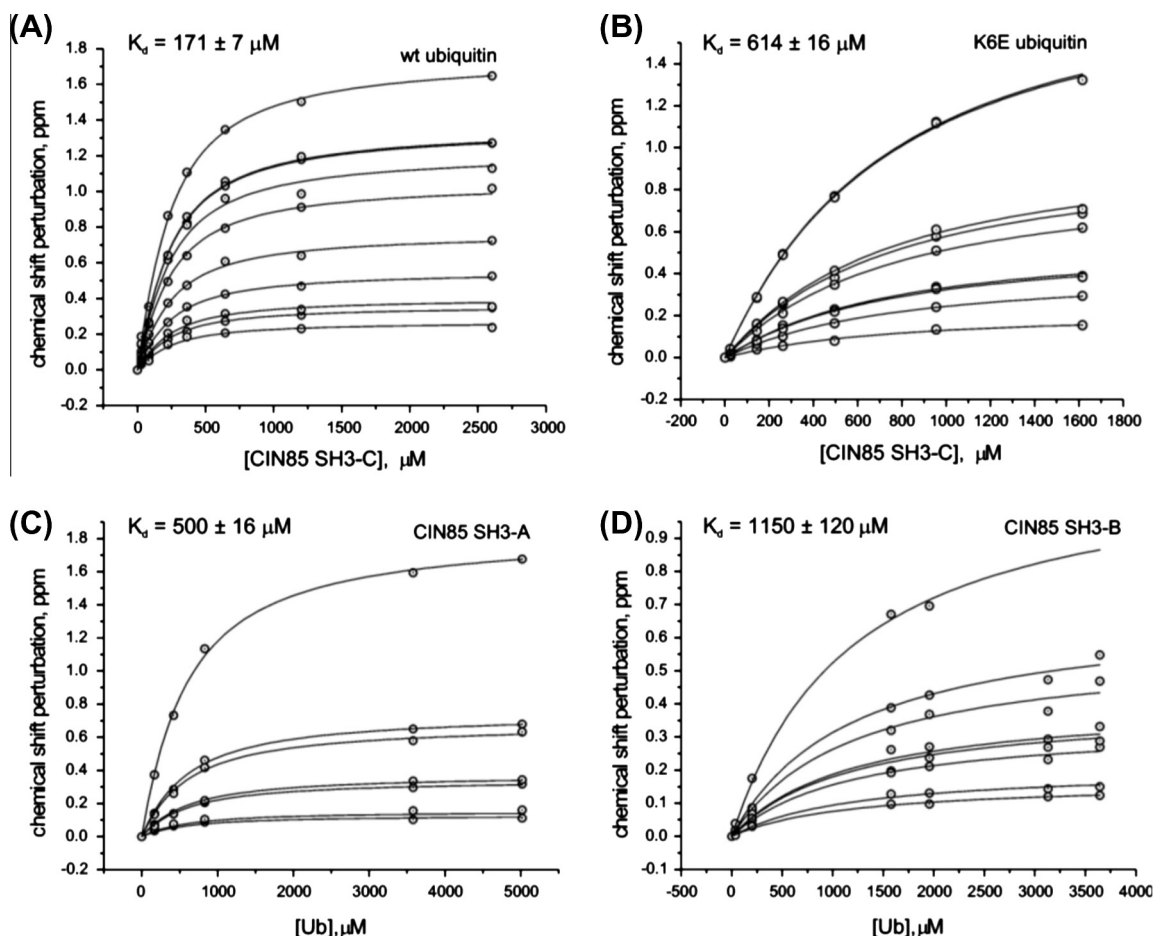 (A)
K_d = 171 ± 7 μM
wt ubiquitin
chemical shift perturbation, ppm
1.8
1.6
1.4
1.2
1.0
0.8
0.6
0.4
0.2
0.0
-0.2
0 500 1000 1500 2000 2500 3000
[CIN85 SH3-C], μM
(B)
K_d = 614 ± 16 μM
K6E ubiquitin
chemical shift perturbation, ppm
1.4
1.2
1.0
0.8
0.6
0.4
0.2
0.0
-0.2
-200 0 200 400 600 800 1000 1200 1400 1600 1800
[CIN85 SH3-C], μM
(C)
K_d = 500 ± 16 μM
CIN85 SH3-A
chemical shift perturbation, ppm
1.8
1.6
1.4
1.2
1.0
0.8
0.6
0.4
0.2
0.0
-0.2
0 1000 2000 3000 4000 5000
[Ub],μM
(D)
K_d = 1150 ± 120 μM
CIN85 SH3-B
chemical shift perturbation, ppm
0.9
0.8
0.7
0.6
0.5
0.4
0.3
0.2
0.1
0.0
-0.1
-500 0 500 1000 1500 2000 2500 3000 3500 4000
[Ub],μM